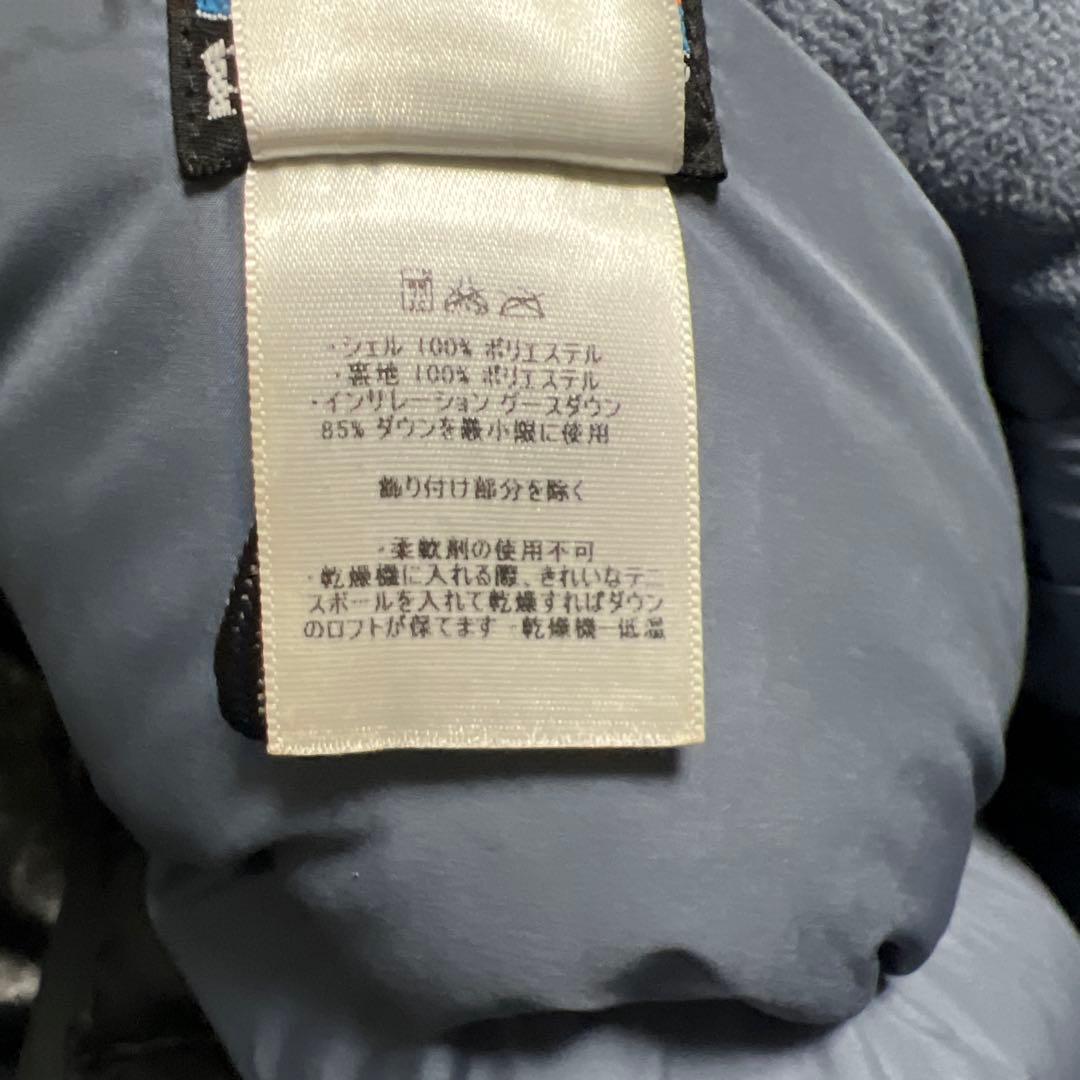 ・シェル 100% ポリエステル
・裏地 100% ポリエステル
・インサレーション グースダウン
85% ダウンを最小限に使用
飾り付け部分を除く
・柔軟剤の使用不可
・乾燥機に入れる際、きれいなテニ
スボールを入れて乾燥すればダウン
のロフトが保てます・乾燥機－低温